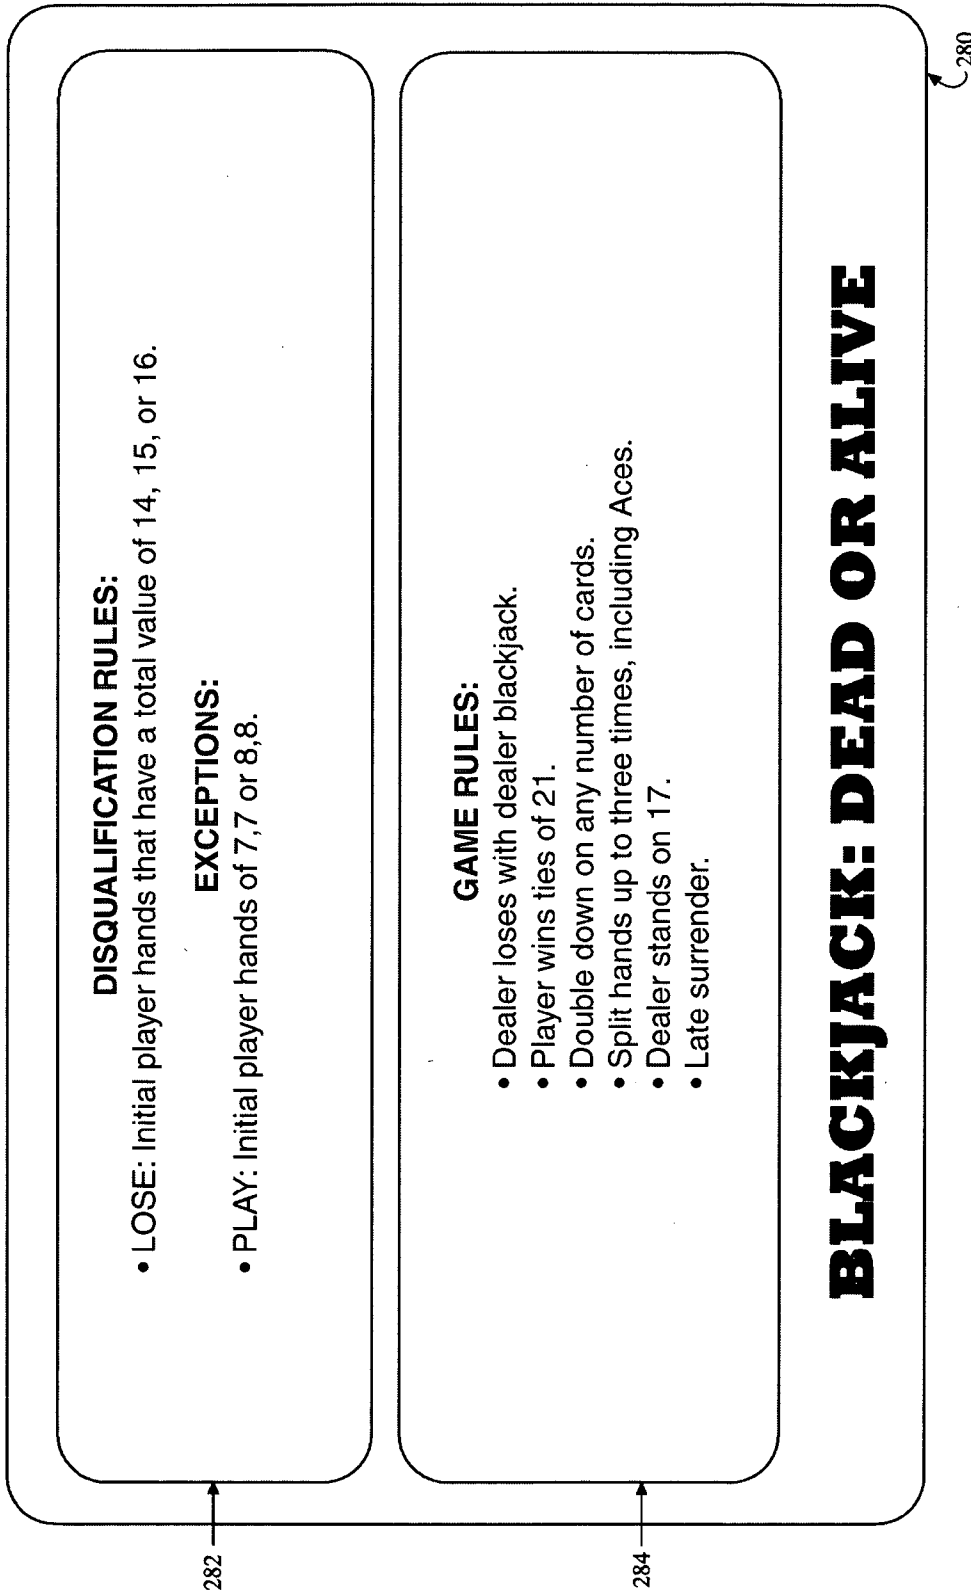 DISQUALIFICATION RULES:
• LOSE: Initial player hands that have a total value of 14, 15, or 16.
EXCEPTIONS:
• PLAY: Initial player hands of 7,7 or 8,8.
282
GAME RULES:
• Dealer loses with dealer blackjack.
• Player wins ties of 21.
• Double down on any number of cards.
• Split hands up to three times, including Aces.
• Dealer stands on 17.
• Late surrender.
284
BLACKJACK: DEAD OR ALIVE
280